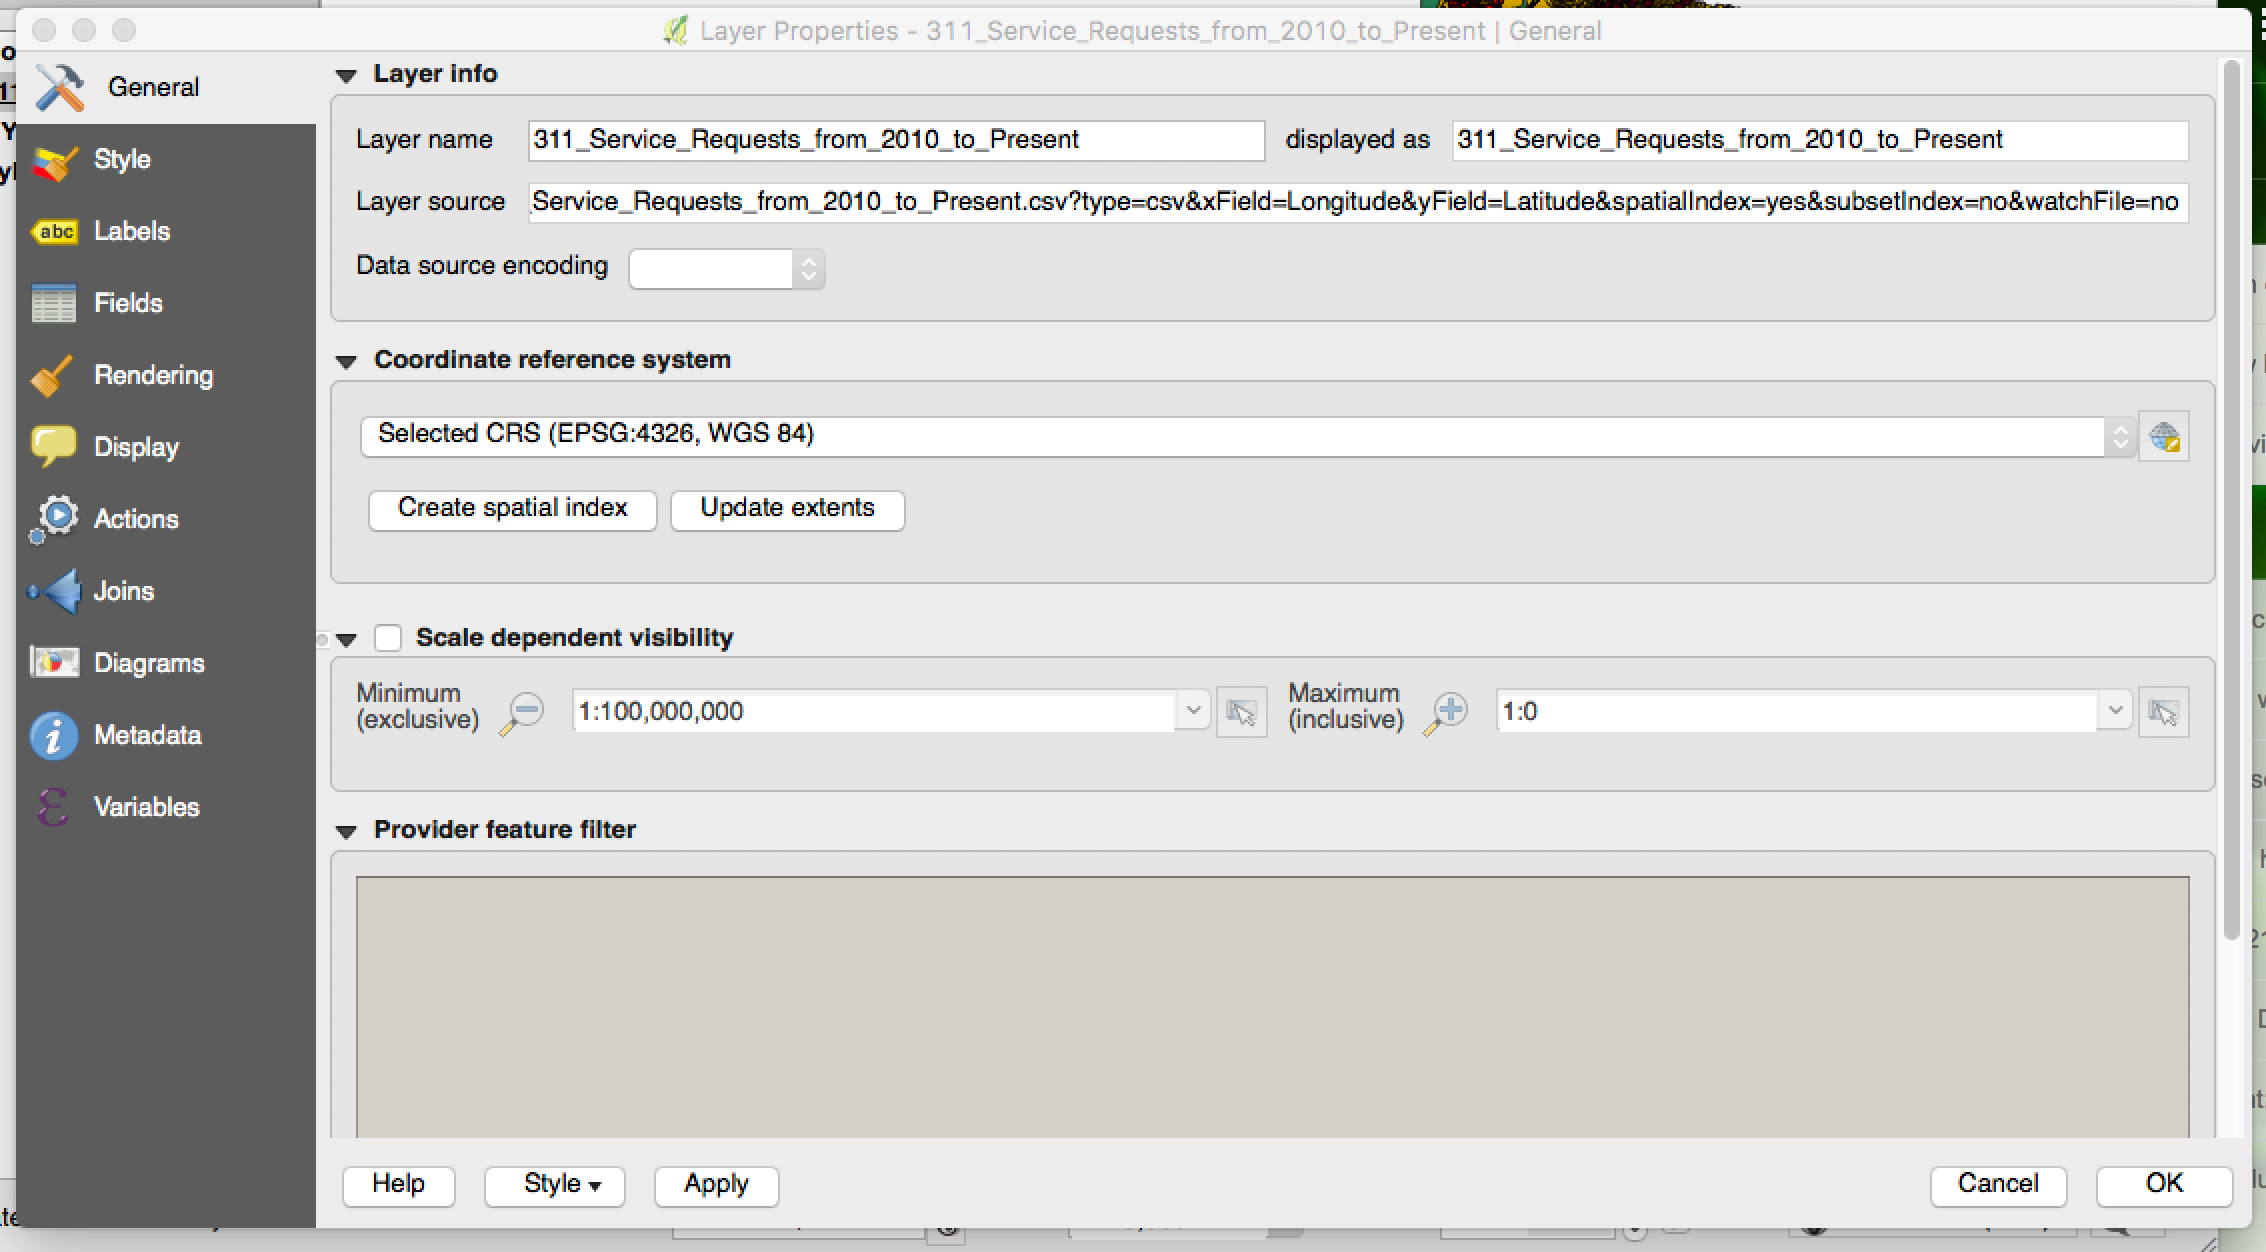 Layer Properties - 311_Service_Requests_from_2010_to_Present | General
General
Style
Labels
abc
Fields
Rendering
Display
Actions
Joins
Diagrams
Metadata
Variables
Layer info
Layer name 311_Service_Requests_from_2010_to_Present displayed as 311_Service_Requests_from_2010_to_Present
Layer source Service_Requests_from_2010_to_Present.csv?type=csv&xField=Longitude&yField=Latitude&spatialIndex=yes&subsetIndex=no&watchFile=no
Data source encoding
Coordinate reference system
Selected CRS (EPSG:4326, WGS 84)
Create spatial index Update extents
Scale dependent visibility
Minimum (exclusive) 1:100,000,000 Maximum (inclusive) 1:0
Provider feature filter
Help Style Apply Cancel OK